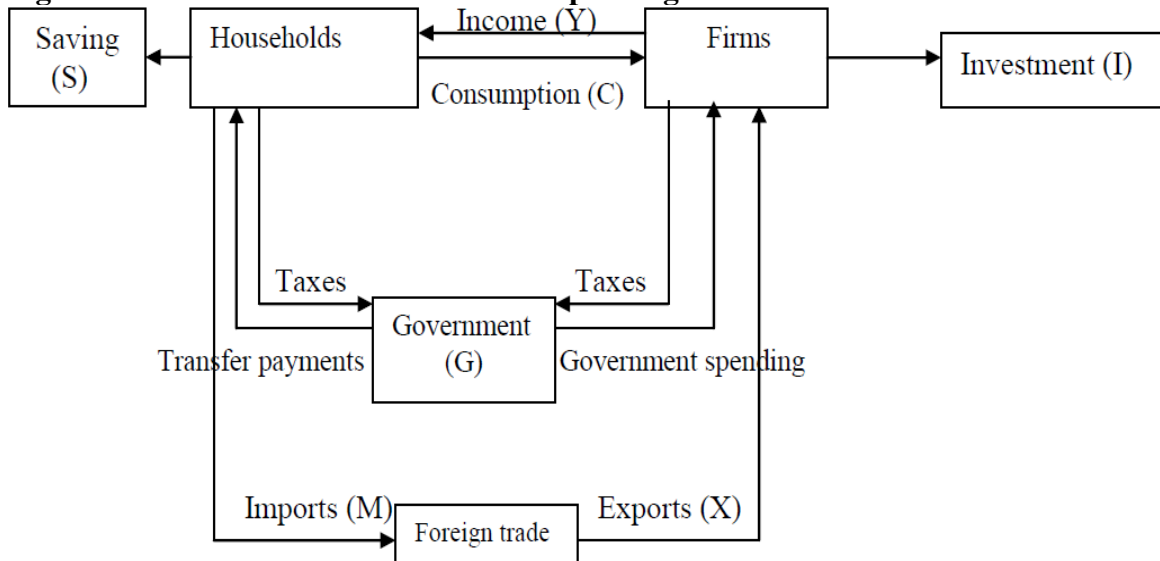 Saving
(S)
Households
Income (Y)
Firms
Investment (I)
Consumption (C)
Taxes
Taxes
Government
(G)
Transfer payments
Government spending
Imports (M)
Exports (X)
Foreign trade